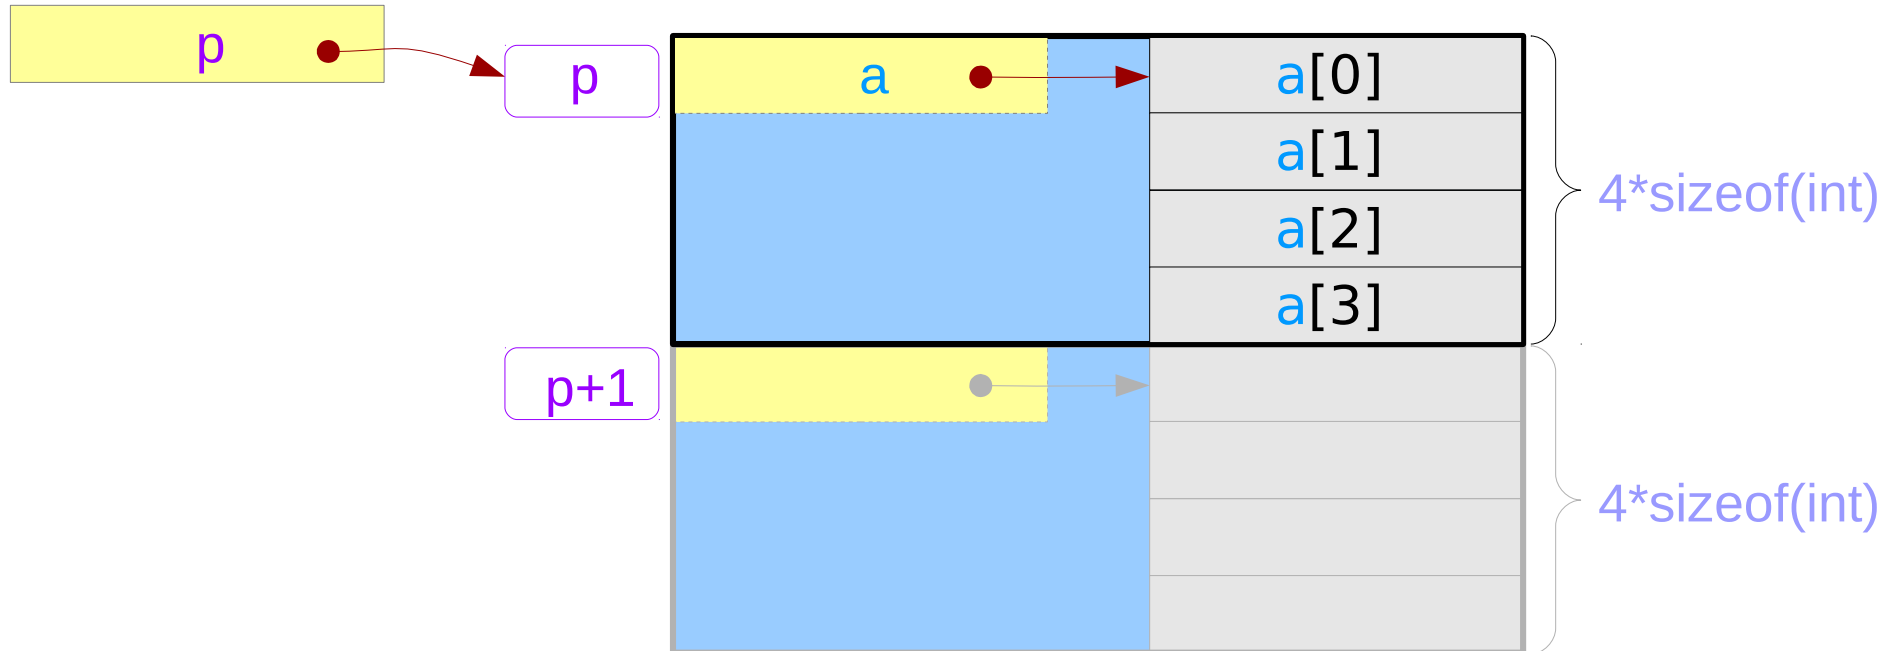 p
p
a
a[0]
a[1]
a[2]
a[3]
4*sizeof(int)
p+1
4*sizeof(int)